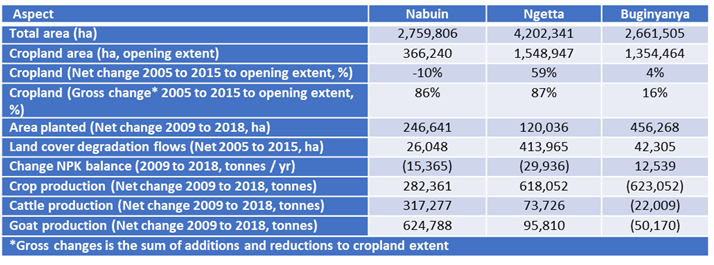 Aspect Nabuin Ngetta Buginyanya
Total area (ha) 2,759,806 4,202,341 2,661,505
Cropland area (ha, opening extent) 366,240 1,548,947 1,354,464
Cropland (Net change 2005 to 2015 to opening extent, %) -10% 59% 4%
Cropland (Gross change* 2005 to 2015 to opening extent, 86% 87% 16%
%)
Area planted (Net change 2009 to 2018, ha) 246,641 120,036 456,268
Land cover degradation flows (Net 2005 to 2015, ha) 26,048 413,965 42,305
Change NPK balance (2009 to 2018, tonnes / yr) (15,365) (29,936) 12,539
Crop production (Net change 2009 to 2018, tonnes) 282,361 618,052 (623,052)
Cattle production (Net change 2009 to 2018, tonnes) 317,277 73,726 (22,009)
Goat production (Net change 2009 to 2018, tonnes) 624,788 95,810 (50,170)
*Gross changes is the sum of additions and reductions to cropland extent